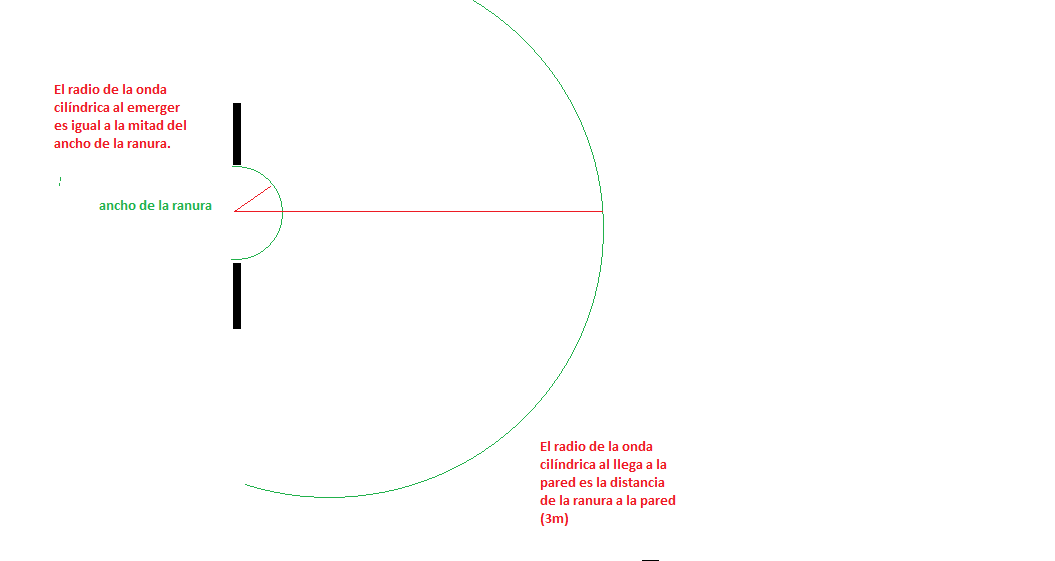 El radio de la onda
cilíndrica al emerger
es igual a la mitad del
ancho de la ranura.
ancho de la ranura
El radio de la onda
cilíndrica al llega a la
pared es la distancia
de la ranura a la pared
(3m)